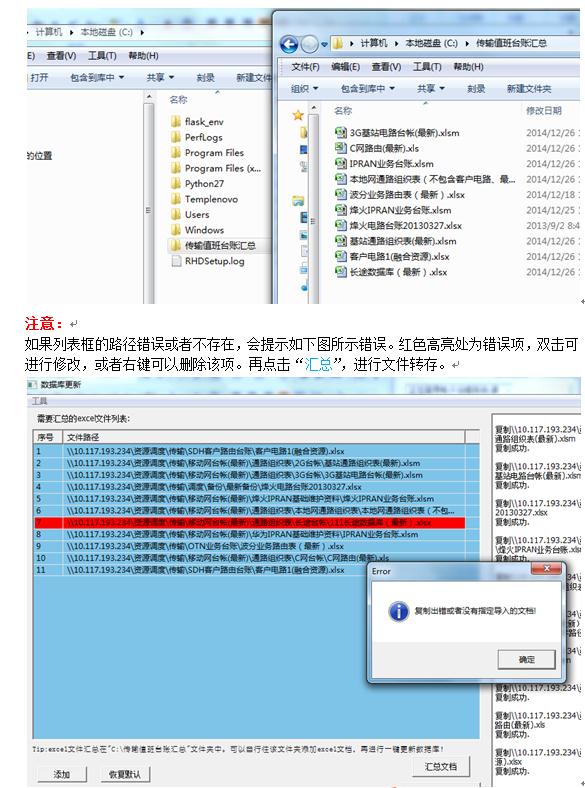 计算机 ▸ 本地磁盘 (C:) ▸
E) 查看(V) 工具(T) 帮助(H)
打开 包含到库中 共享 刻录 新建文件
名称
的位置
flask_env
PerfLogs
Program Files
Program Files (x...
Python27
Templenovo
Users
Windows
传输值班台账汇总
RHDSetup.log
计算机 ▸ 本地磁盘 (C:) ▸ 传输值班台账汇总
文件(F) 编辑(E) 查看(V) 工具(T) 帮助(H)
组织 包含到库中 共享 刻录 新建文件夹
名称 修改日期
3G基站电路台帐(最新).xlsm 2014/12/26 1
C网路由(最新).xls 2014/12/26 1
IPRAN业务台账.xlsm 2014/12/26 1
本地网通路组织表（不包含客户电路、最... 2014/12/26 1
波分业务路由表（最新）.xlsx 2014/12/18 1
烽火IPRAN业务台账.xlsm 2014/12/25 1
烽火电路台账20130327.xlsx 2013/9/2 8:4
基站通路组织表(最新).xlsm 2014/12/26 1
客户电路1(融合资源).xlsx 2014/12/26 1
长途数据库（最新）.xlsx 2014/12/26 1
注意：
如果列表框的路径错误或者不存在，会提示如下图所示错误。红色高亮处为错误项，双击可
进行修改，或者右键可以删除该项。再点击“汇总”，进行文件转存。
数据库更新
工具
需要汇总的excel文件列表:
序号 文件路径
1 \\10.117.193.234\资源调度\传输\SDH客户路由台账\客户电路1(融合资源).xlsx
2 \\10.117.193.234\资源调度\传输\移动网台帐(最新)\通路组织表\2G台帐\基站通路组织表(最新).xlsm
3 \\10.117.193.234\资源调度\传输\移动网台帐(最新)\通路组织表\3G台帐\3G基站电路台帐(最新).xlsm
4 \\10.117.193.234\资源调度\传输\调度\备份\最新备份\烽火电路台账20130327.xlsx
5 \\10.117.193.234\资源调度\传输\移动网台帐(最新)\烽火IPRAN基础维护资料\烽火IPRAN业务台账.xlsm
6 \\10.117.193.234\资源调度\传输\移动网台帐(最新)\通路组织表\本地网通路组织表\本地网通路组织表（不包...
7 \\10.117.193.234\资源调度\传输\移动网台帐(最新)\通路组织表\长途台帐\111长途数据库（最新）.xlsx
8 \\10.117.193.234\资源调度\传输\移动网台帐(最新)\华为IPRAN基础维护资料\IPRAN业务台账.xlsm
9 \\10.117.193.234\资源调度\传输\OTN业务台账\波分业务路由表（最新）.xlsx
10 \\10.117.193.234\资源调度\传输\移动网台帐(最新)\通路组织表\C网台帐\C网路由(最新).xls
11 \\10.117.193.234\资源调度\传输\SDH客户路由台账\客户电路1(融合资源).xlsx
复制\\10.117.193.234\
通路组织表(最新).xlsm
复制成功.
复制\\10.117.193.234\
基站电路台帐(最新).xlsm
复制成功.
复制\\10.117.193.234\
20130327.xlsx
复制成功.
复制\\10.117.193.234\
\烽火IPRAN业务台账.xls
复制成功.
Error
复制出错或者没有指定导入的文档!
确定
复制\\10.117.193.234\
路由(最新).xls
复制成功.
复制\\10.117.193.234\
源).xlsx
复制成功.
Tip:excel文件汇总在"C:\传输值班台账汇总"文件夹中。可以自行往该文件夹添加excel文档，再进行一键更新数据库!
添加 恢复默认 汇总文档